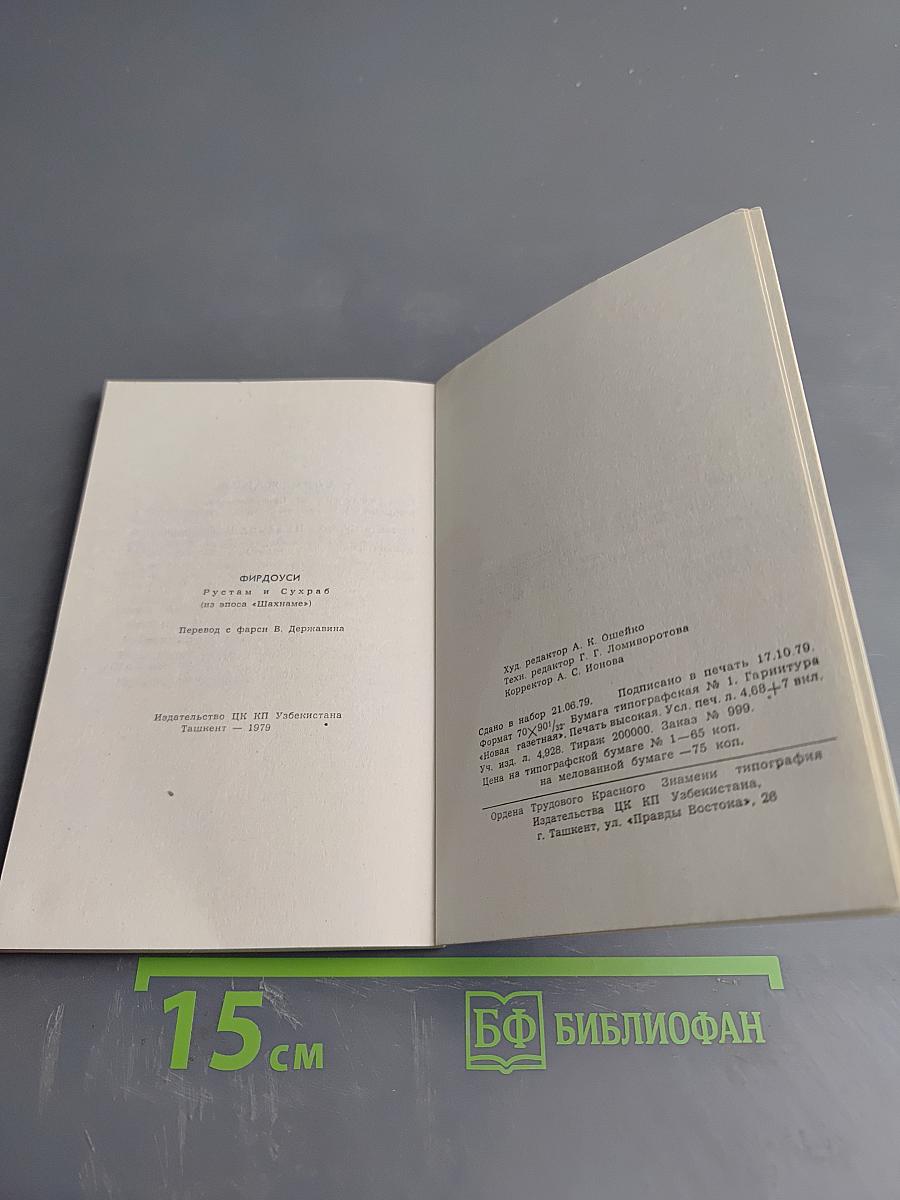 ФИРДОУСИ
Рустам и Сухраб
(из эпоса «Шахнаме»)
Перевод с фарси В. Державина
Издательство ЦК КП Узбекистана
Ташкент — 1979
Худ. редактор А. К. Ошейко
Техн. редактор Г. Г. Ломиворотова
Корректор А. С. Ионова
Сдано в набор 21.06.79. Подписано в печать 17.10.79.
Формат 70×90¹/₃₂. Бумага типографская № 1. Гарнитура
«Новая газетная». Печать высокая. Усл. печ. л. 4,68+7 вкл.
Уч. изд. л. 4,928. Тираж 200000. Заказ № 999.
Цена на типографской бумаге № 1—65 коп.
на мелованной бумаге —75 коп.
Ордена Трудового Красного Знамени типография
Издательства ЦК КП Узбекистана,
г. Ташкент, ул. «Правды Востока», 26
15 см
БФ БИБЛИОФАН